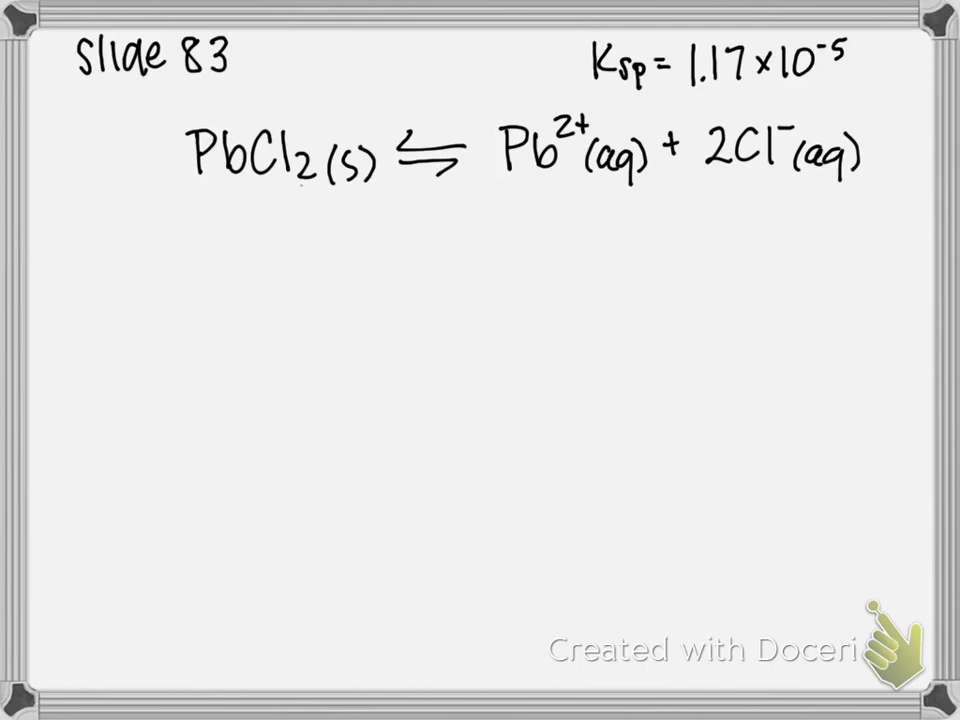 Slide 83
Ksp = 1.17 × 10⁻⁵
PbCl₂(s) ⇌ Pb²⁺(aq) + 2Cl⁻(aq)
Created with Doceri